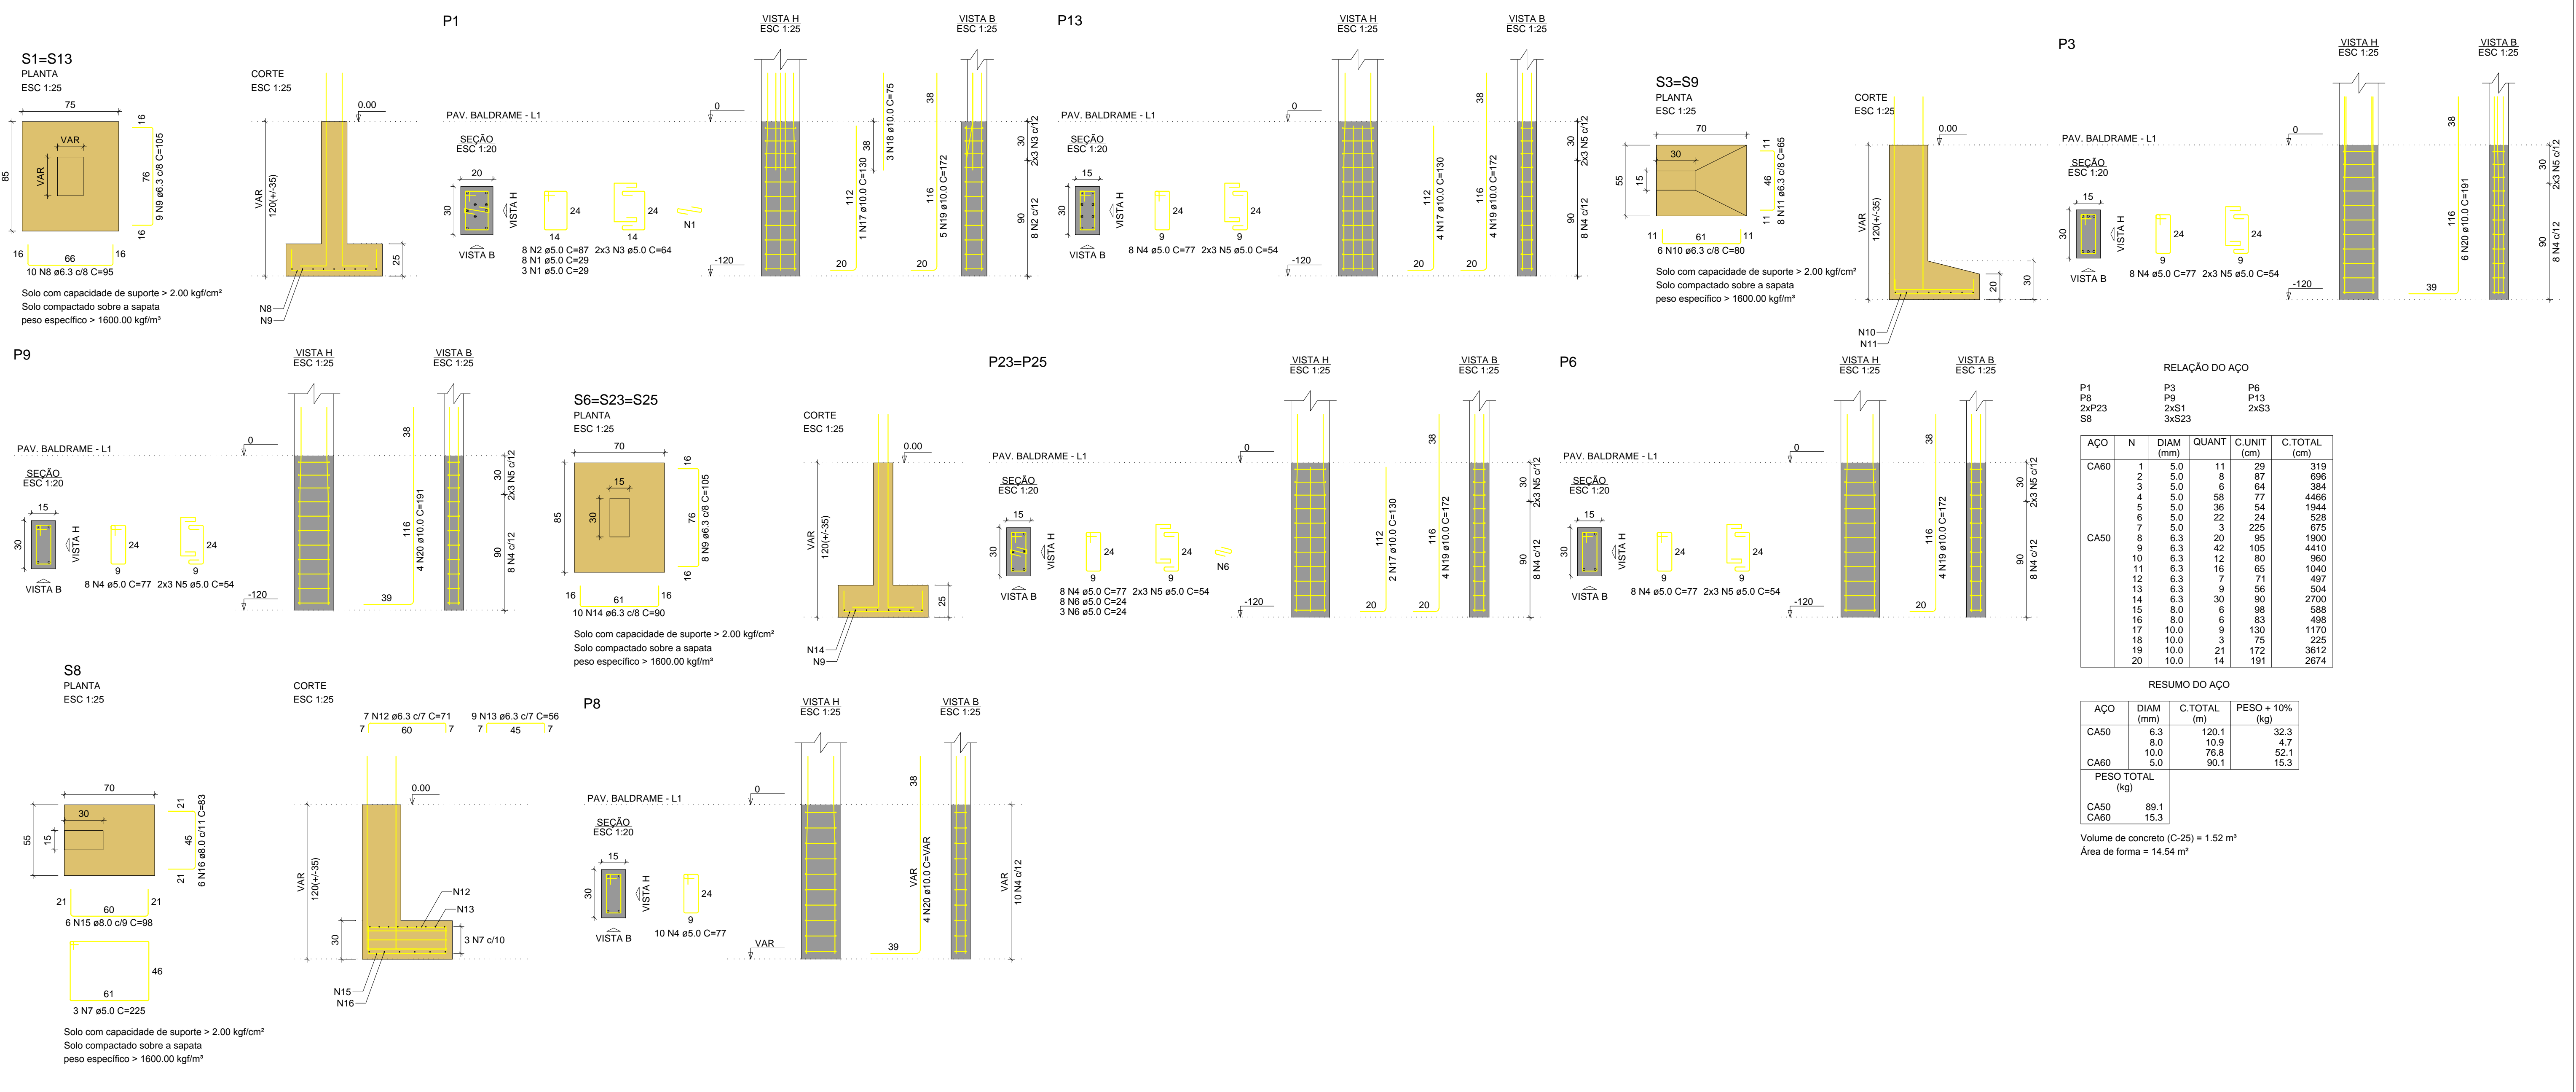 S1=S13
PLANTA
ESC 1:25
75
85
VAR
VAR
16
76
16
9 N9 ø6.3 c/8 C=105
16
66
16
10 N8 ø6.3 c/8 C=95
Solo com capacidade de suporte > 2.00 kgf/cm²
Solo compactado sobre a sapata
peso específico > 1600.00 kgf/m³
CORTE
ESC 1:25
0.00
VAR
120(+/-35)
25
N8
N9
P1
PAV. BALDRAME - L1
SEÇÃO
ESC 1:20
20
30
VISTA H
VISTA B
24
14
8 N2 ø5.0 C=87
8 N1 ø5.0 C=29
3 N1 ø5.0 C=29
24
14
2x3 N3 ø5.0 C=64
N1
VISTA H
ESC 1:25
0
-120
38
3 N18 ø10.0 C=75
112
1 N17 ø10.0 C=130
20
38
116
5 N19 ø10.0 C=172
20
VISTA B
ESC 1:25
30
2x3 N3 c/12
90
8 N2 c/12
P13
PAV. BALDRAME - L1
SEÇÃO
ESC 1:20
15
30
VISTA H
VISTA B
24
9
8 N4 ø5.0 C=77
24
9
2x3 N5 ø5.0 C=54
VISTA H
ESC 1:25
0
-120
112
4 N17 ø10.0 C=130
20
38
116
4 N19 ø10.0 C=172
20
VISTA B
ESC 1:25
30
2x3 N5 c/12
90
8 N4 c/12
S3=S9
PLANTA
ESC 1:25
70
30
55
15
11
46
11
8 N11 ø6.3 c/8 C=65
11
61
11
6 N10 ø6.3 c/8 C=80
Solo com capacidade de suporte > 2.00 kgf/cm²
Solo compactado sobre a sapata
peso específico > 1600.00 kgf/m³
CORTE
ESC 1:25
0.00
VAR
120(+/-35)
20
30
N10
N11
P3
PAV. BALDRAME - L1
SEÇÃO
ESC 1:20
15
30
VISTA H
VISTA B
24
9
8 N4 ø5.0 C=77
24
9
2x3 N5 ø5.0 C=54
VISTA H
ESC 1:25
0
-120
38
116
6 N20 ø10.0 C=191
39
VISTA B
ESC 1:25
30
2x3 N5 c/12
90
8 N4 c/12
P9
PAV. BALDRAME - L1
SEÇÃO
ESC 1:20
15
30
VISTA H
VISTA B
24
9
8 N4 ø5.0 C=77
24
9
2x3 N5 ø5.0 C=54
VISTA H
ESC 1:25
0
-120
38
116
4 N20 ø10.0 C=191
39
VISTA B
ESC 1:25
30
2x3 N5 c/12
90
8 N4 c/12
S6=S23=S25
PLANTA
ESC 1:25
70
15
85
30
16
76
16
8 N9 ø6.3 c/8 C=105
16
61
16
10 N14 ø6.3 c/8 C=90
Solo com capacidade de suporte > 2.00 kgf/cm²
Solo compactado sobre a sapata
peso específico > 1600.00 kgf/m³
CORTE
ESC 1:25
0.00
VAR
120(+/-35)
25
N14
N9
P23=P25
PAV. BALDRAME - L1
SEÇÃO
ESC 1:20
15
30
VISTA H
VISTA B
24
9
8 N4 ø5.0 C=77
8 N6 ø5.0 C=24
3 N6 ø5.0 C=24
24
9
2x3 N5 ø5.0 C=54
N6
VISTA H
ESC 1:25
0
-120
112
2 N17 ø10.0 C=130
20
38
116
4 N19 ø10.0 C=172
20
VISTA B
ESC 1:25
30
2x3 N5 c/12
90
8 N4 c/12
P6
PAV. BALDRAME - L1
SEÇÃO
ESC 1:20
15
30
VISTA H
VISTA B
24
9
8 N4 ø5.0 C=77
24
9
2x3 N5 ø5.0 C=54
VISTA H
ESC 1:25
0
-120
38
116
4 N19 ø10.0 C=172
20
VISTA B
ESC 1:25
30
2x3 N5 c/12
90
8 N4 c/12
S8
PLANTA
ESC 1:25
70
30
55
15
21
45
21
6 N16 ø8.0 c/11 C=83
21
60
21
6 N15 ø8.0 c/9 C=98
46
61
3 N7 ø5.0 C=225
Solo com capacidade de suporte > 2.00 kgf/cm²
Solo compactado sobre a sapata
peso específico > 1600.00 kgf/m³
CORTE
ESC 1:25
7 N12 ø6.3 c/7 C=71
7
60
7
9 N13 ø6.3 c/7 C=56
7
45
7
0.00
VAR
120(+/-35)
30
N12
N13
3 N7 c/10
N15
N16
P8
PAV. BALDRAME - L1
SEÇÃO
ESC 1:20
15
30
VISTA H
VISTA B
24
9
10 N4 ø5.0 C=77
VISTA H
ESC 1:25
0
VAR
38
VAR
4 N20 ø10.0 C=VAR
39
VISTA B
ESC 1:25
VAR
10 N4 c/12
RELAÇÃO DO AÇO
P1 P3 P6
P8 P9 P13
2xP23 2xS1 2xS3
S8 3xS23
AÇO N DIAM QUANT C.UNIT C.TOTAL
(mm) (cm) (cm)
CA60 1 5.0 11 29 319
2 5.0 8 87 696
3 5.0 6 64 384
4 5.0 58 77 4466
5 5.0 36 54 1944
6 5.0 22 24 528
7 5.0 3 225 675
CA50 8 6.3 20 95 1900
9 6.3 42 105 4410
10 6.3 12 80 960
11 6.3 16 65 1040
12 6.3 7 71 497
13 6.3 9 56 504
14 6.3 30 90 2700
15 8.0 6 98 588
16 8.0 6 83 498
17 10.0 9 130 1170
18 10.0 3 75 225
19 10.0 21 172 3612
20 10.0 14 191 2674
RESUMO DO AÇO
AÇO DIAM C.TOTAL PESO + 10%
(mm) (m) (kg)
CA50 6.3 120.1 32.3
8.0 10.9 4.7
10.0 76.8 52.1
CA60 5.0 90.1 15.3
PESO TOTAL
(kg)
CA50 89.1
CA60 15.3
Volume de concreto (C-25) = 1.52 m³
Área de forma = 14.54 m²